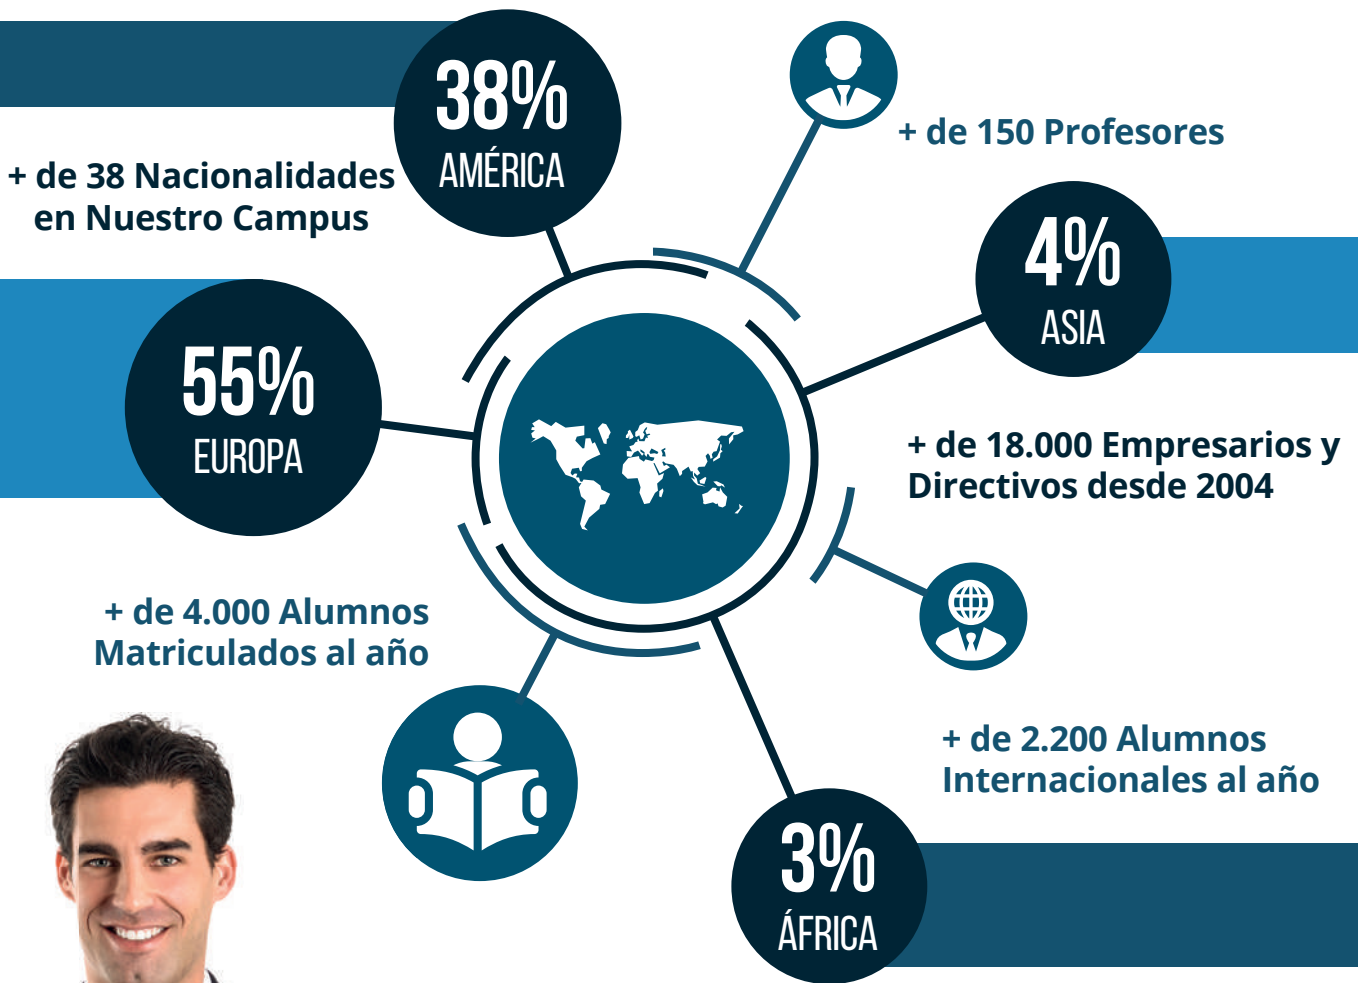 38%
AMÉRICA
+ de 150 Profesores
+ de 38 Nacionalidades
en Nuestro Campus
4%
ASIA
55%
EUROPA
+ de 18.000 Empresarios y
Directivos desde 2004
+ de 4.000 Alumnos
Matriculados al año
+ de 2.200 Alumnos
Internacionales al año
3%
ÁFRICA